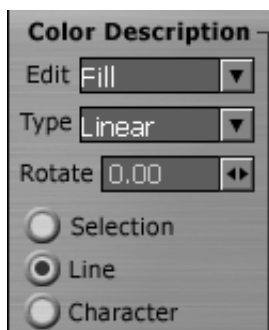 Color Description
Edit Fill
Type Linear
Rotate 0.00
Selection
Line
Character